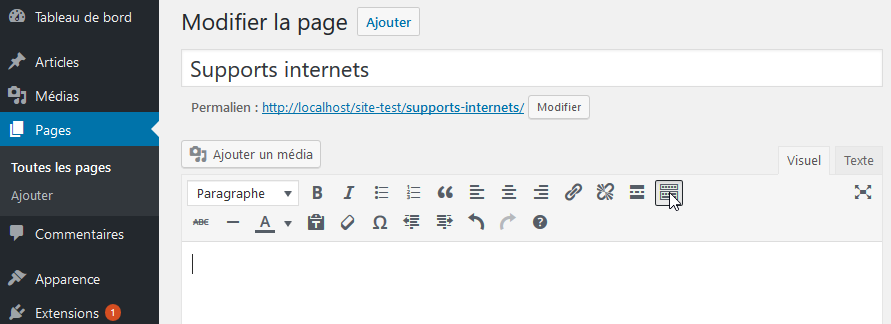 Tableau de bord
Articles
Médias
Pages
Toutes les pages
Ajouter
Commentaires
Apparence
Extensions 1
Modifier la page Ajouter
Supports internets
Permalien : http://localhost/site-test/supports-internets/ Modifier
Ajouter un média
Visuel Texte
Paragraphe B I
ABC A Ω